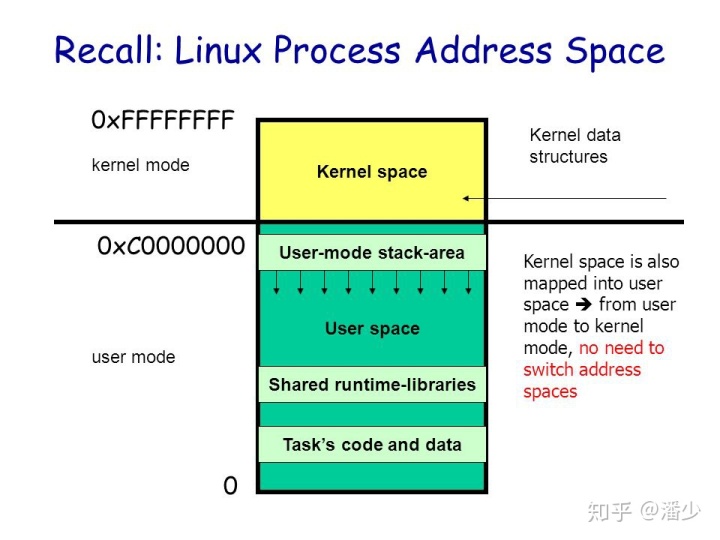 Recall: Linux Process Address Space
0xFFFFFFFF
kernel mode
Kernel space
Kernel data
structures
0xC0000000
User-mode stack-area
User space
user mode
Shared runtime-libraries
Task's code and data
0
Kernel space is also
mapped into user
space ➔ from user
mode to kernel
mode, no need to
switch address
spaces
知乎 @潘少